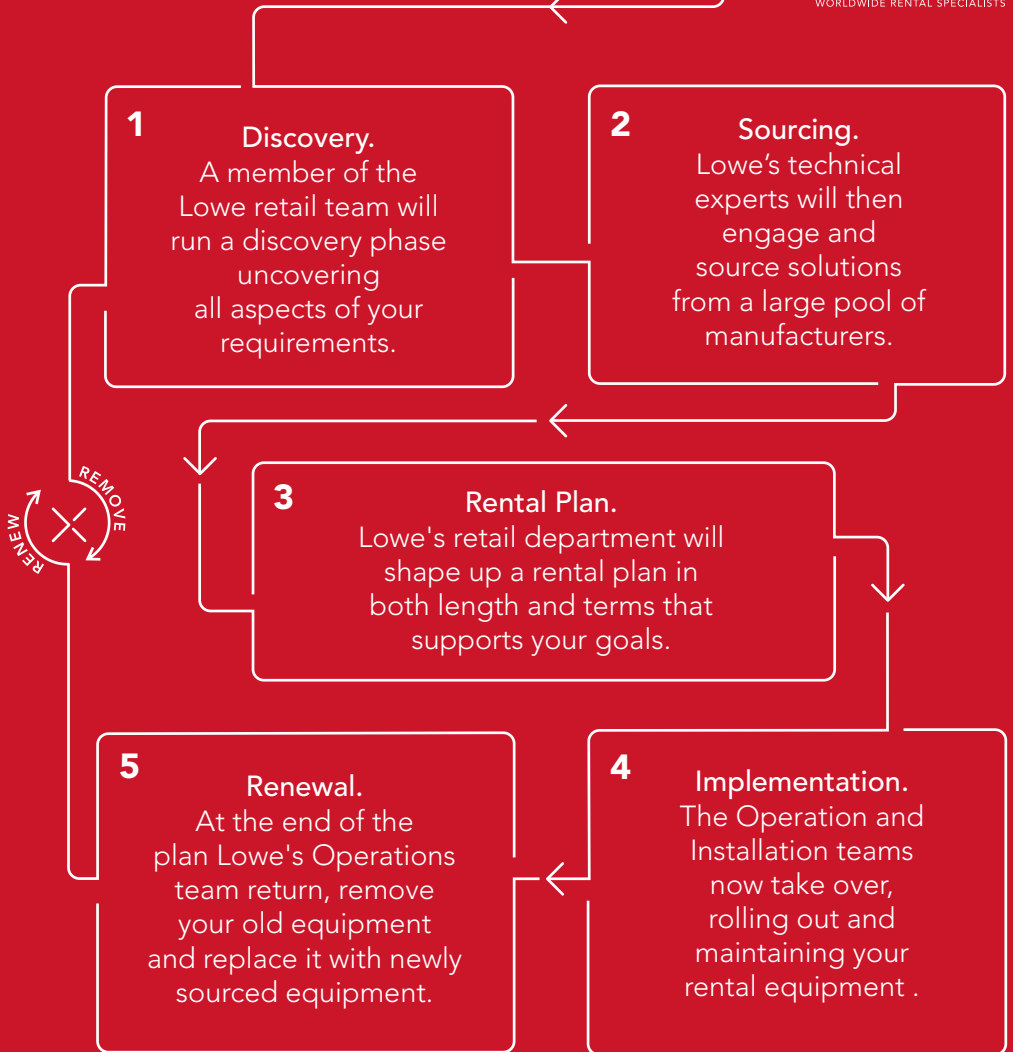 WORLDWIDE RENTAL SPECIALISTS
1
Discovery.
A member of the
Lowe retail team will
run a discovery phase
uncovering
all aspects of your
requirements.
2
Sourcing.
Lowe’s technical
experts will then
engage and
source solutions
from a large pool of
manufacturers.
REMOVE
RENEW
3
Rental Plan.
Lowe's retail department will
shape up a rental plan in
both length and terms that
supports your goals.
5
Renewal.
At the end of the
plan Lowe's Operations
team return, remove
your old equipment
and replace it with newly
sourced equipment.
4
Implementation.
The Operation and
Installation teams
now take over,
rolling out and
maintaining your
rental equipment .